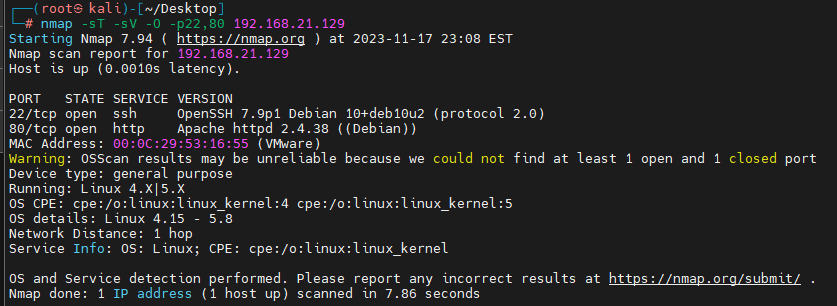 ┌──(root㉿kali)-[~/Desktop]
└─# nmap -sT -sV -O -p22,80 192.168.21.129
Starting Nmap 7.94 ( https://nmap.org ) at 2023-11-17 23:08 EST
Nmap scan report for 192.168.21.129
Host is up (0.0010s latency).

PORT   STATE SERVICE VERSION
22/tcp open  ssh     OpenSSH 7.9p1 Debian 10+deb10u2 (protocol 2.0)
80/tcp open  http    Apache httpd 2.4.38 ((Debian))
MAC Address: 00:0C:29:53:16:55 (VMware)
Warning: OSScan results may be unreliable because we could not find at least 1 open and 1 closed port
Device type: general purpose
Running: Linux 4.X|5.X
OS CPE: cpe:/o:linux:linux_kernel:4 cpe:/o:linux:linux_kernel:5
OS details: Linux 4.15 - 5.8
Network Distance: 1 hop
Service Info: OS: Linux; CPE: cpe:/o:linux:linux_kernel

OS and Service detection performed. Please report any incorrect results at https://nmap.org/submit/ .
Nmap done: 1 IP address (1 host up) scanned in 7.86 seconds